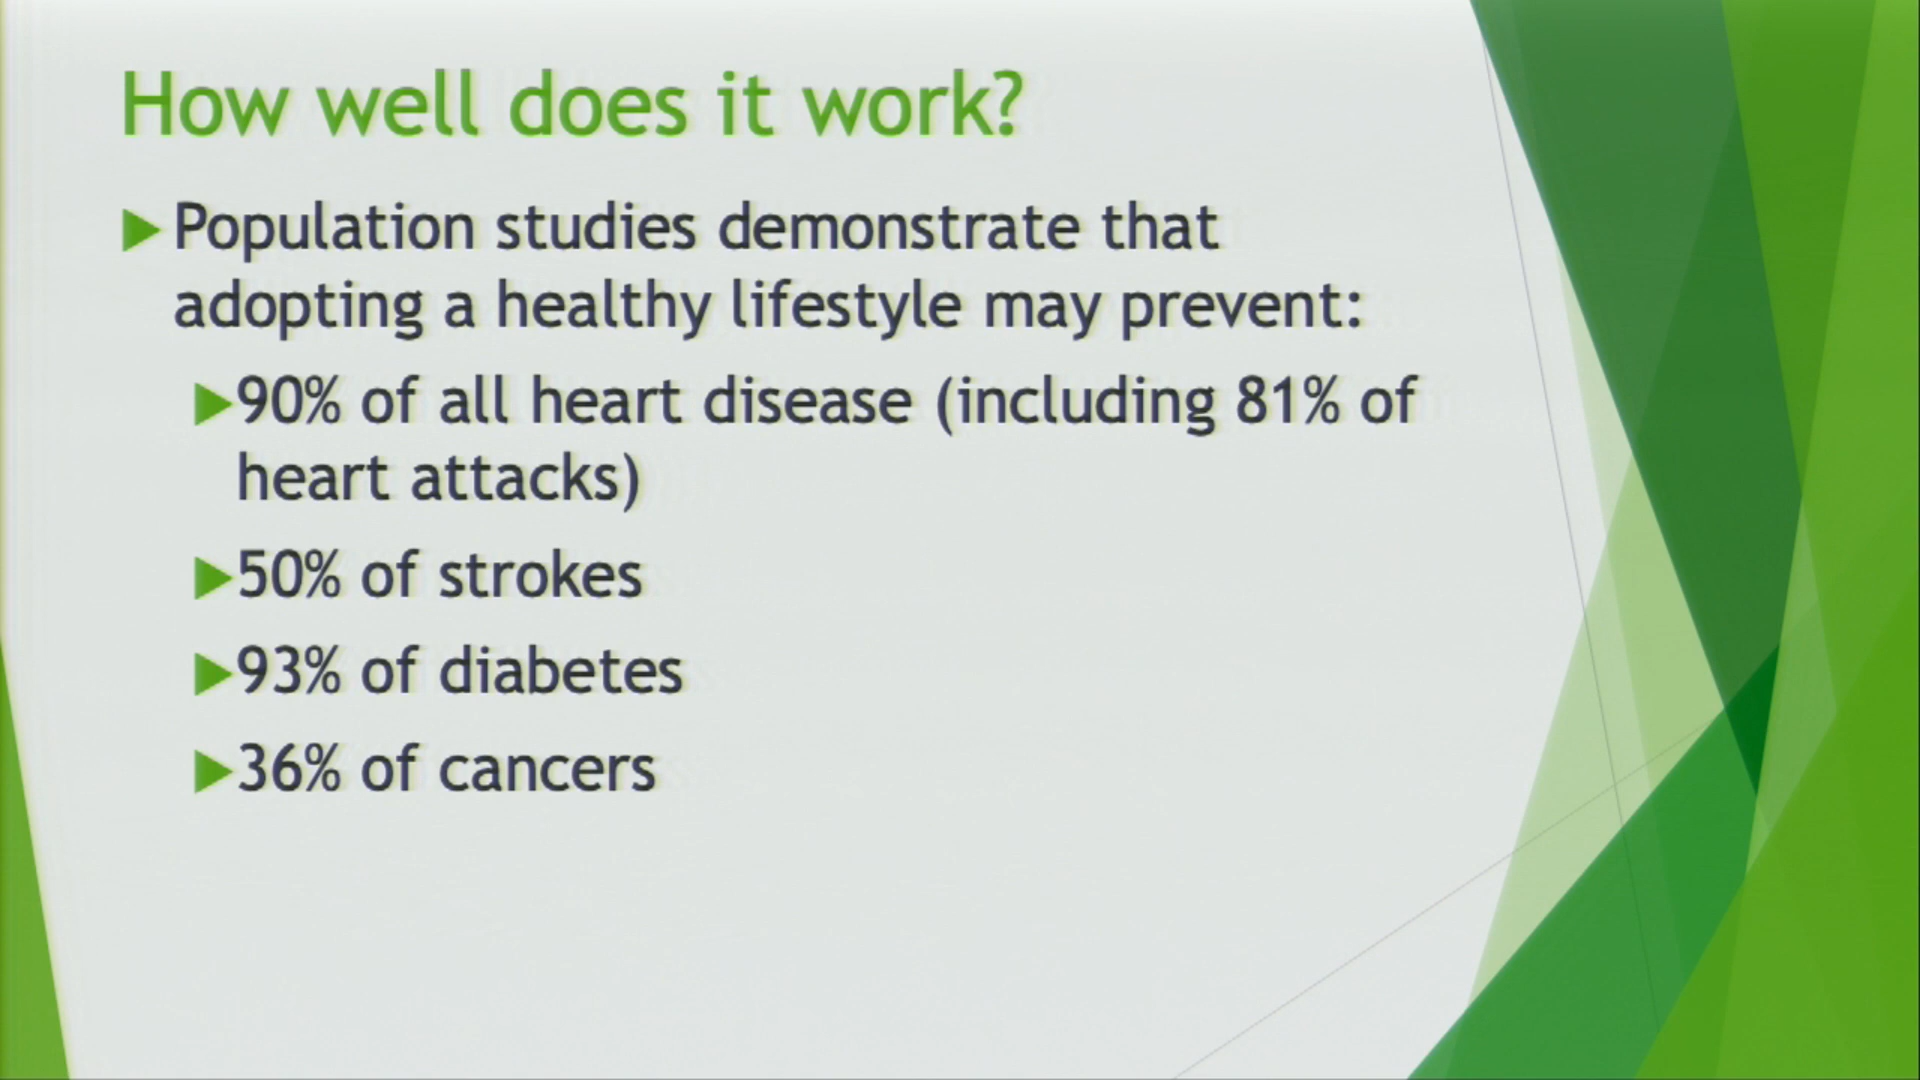 How well does it work?
Population studies demonstrate that
adopting a healthy lifestyle may prevent:
90% of all heart disease (including 81% of
heart attacks)
50% of strokes
93% of diabetes
36% of cancers